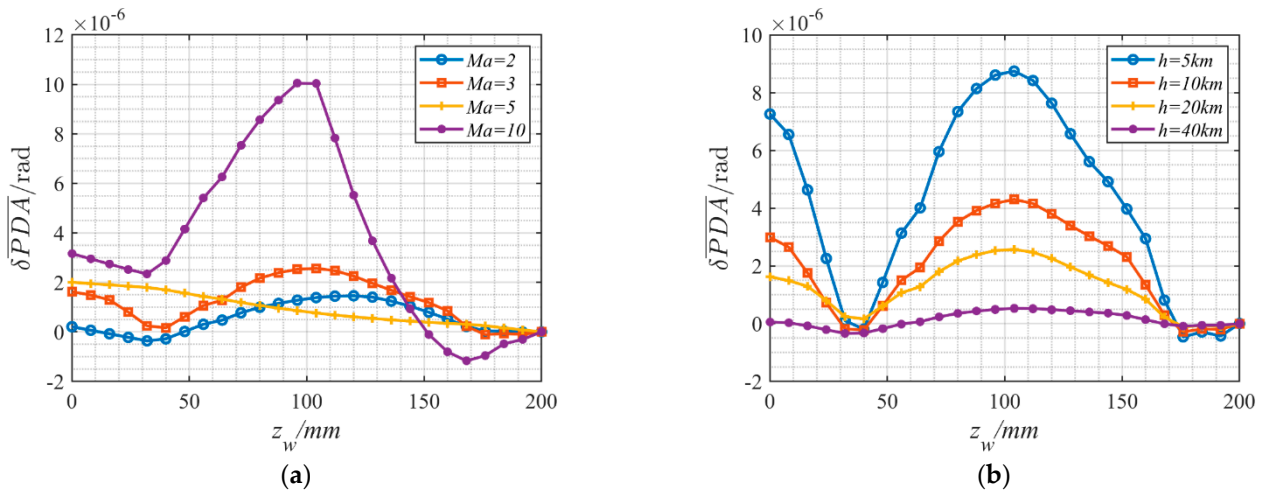 ×10⁻⁶
12
10
8
6
4
2
0
-2
δPDA/rad
0
50
100
150
200
z_w/mm
Ma=2
Ma=3
Ma=5
Ma=10
(a)
×10⁻⁶
10
8
6
4
2
0
-2
δPDA/rad
0
50
100
150
200
z_w/mm
h=5km
h=10km
h=20km
h=40km
(b)